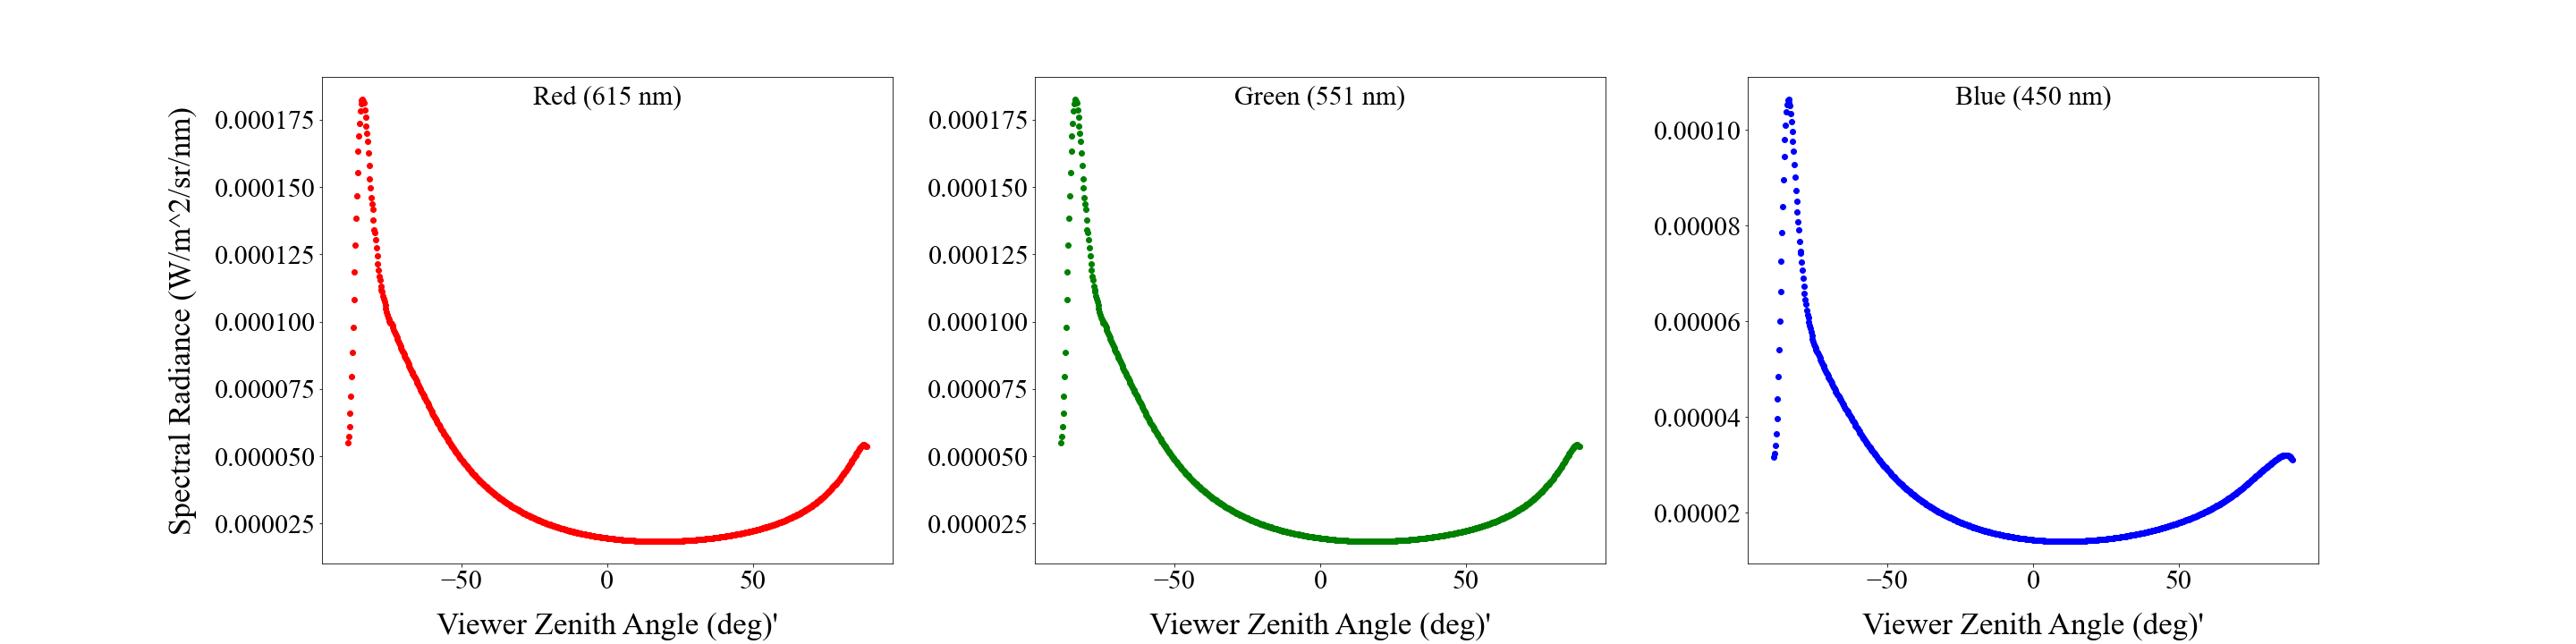 Spectral Radiance (W/m^2/sr/nm)
Red (615 nm)
0.000175
0.000150
0.000125
0.000100
0.000075
0.000050
0.000025
−50 0 50
Viewer Zenith Angle (deg)'
Green (551 nm)
0.000175
0.000150
0.000125
0.000100
0.000075
0.000050
0.000025
−50 0 50
Viewer Zenith Angle (deg)'
Blue (450 nm)
0.00010
0.00008
0.00006
0.00004
0.00002
−50 0 50
Viewer Zenith Angle (deg)'